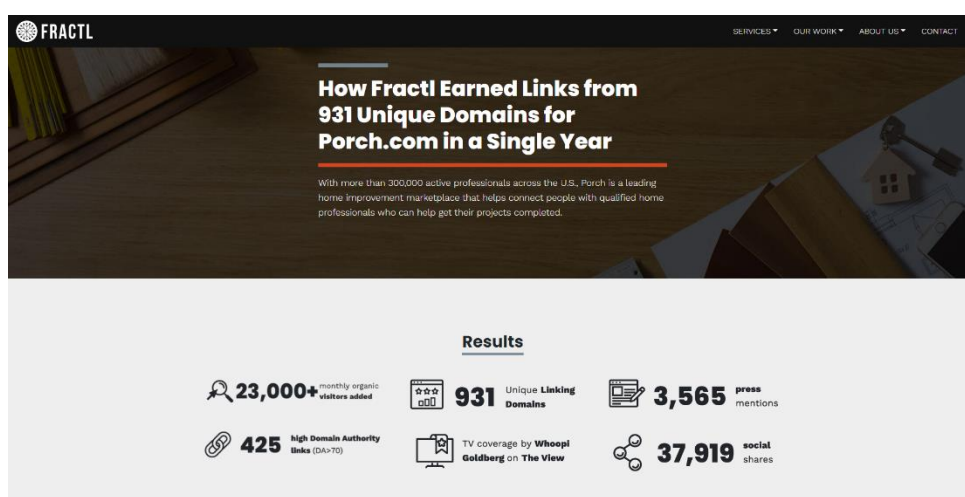 FRACTL
SERVICES OUR WORK ABOUT US CONTACT
How Fractl Earned Links from
931 Unique Domains for
Porch.com in a Single Year
With more than 300,000 active professionals across the U.S., Porch is a leading
home improvement marketplace that helps connect people with qualified home
professionals who can help get their projects completed.
Results
23,000+ monthly organic
visitors added
931 Unique Linking
Domains
3,565 press
mentions
425 high Domain Authority
links (DA>70)
TV coverage by Whoopi
Goldberg on The View
37,919 social
shares